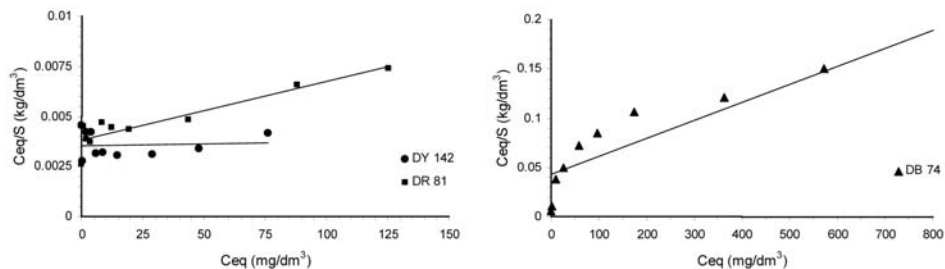 0.01
0.0075
0.005
0.0025
0
Ceq/S (kg/dm³)
0 25 50 75 100 125 150
Ceq (mg/dm³)
DY 142
DR 81
0.2
0.15
0.1
0.05
0
Ceq/S (kg/dm³)
0 100 200 300 400 500 600 700 800
Ceq (mg/dm³)
DB 74